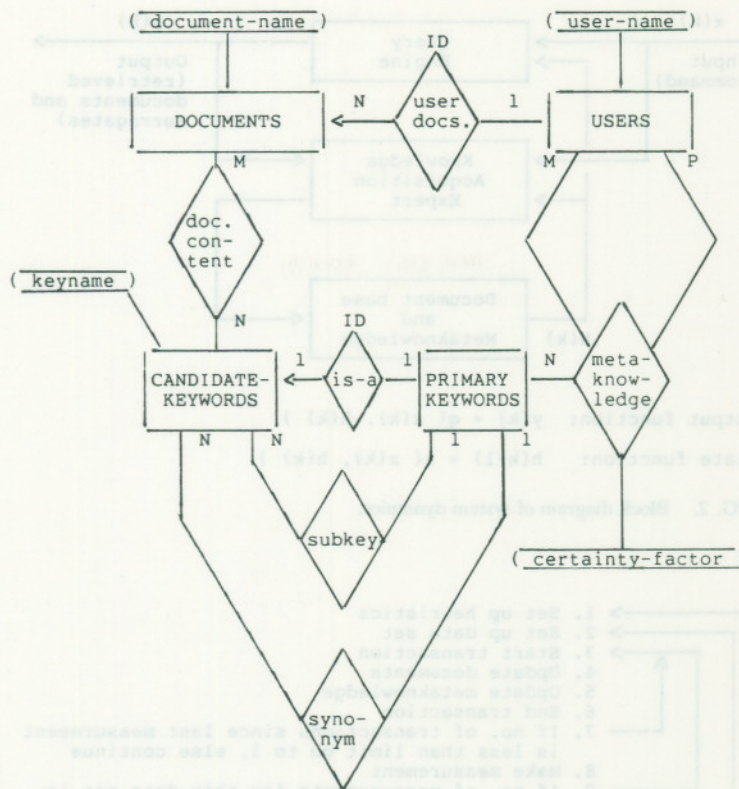 ( document-name )
( user-name )
ID
N
user
docs.
1
DOCUMENTS
USERS
M
M
P
doc.
con-
tent
( keyname )
N
ID
1
is-a
1
N
meta-
know-
ledge
CANDIDATE-
KEYWORDS
PRIMARY
KEYWORDS
N
N
1
1
subkey
( certainty-factor
syno-
nym